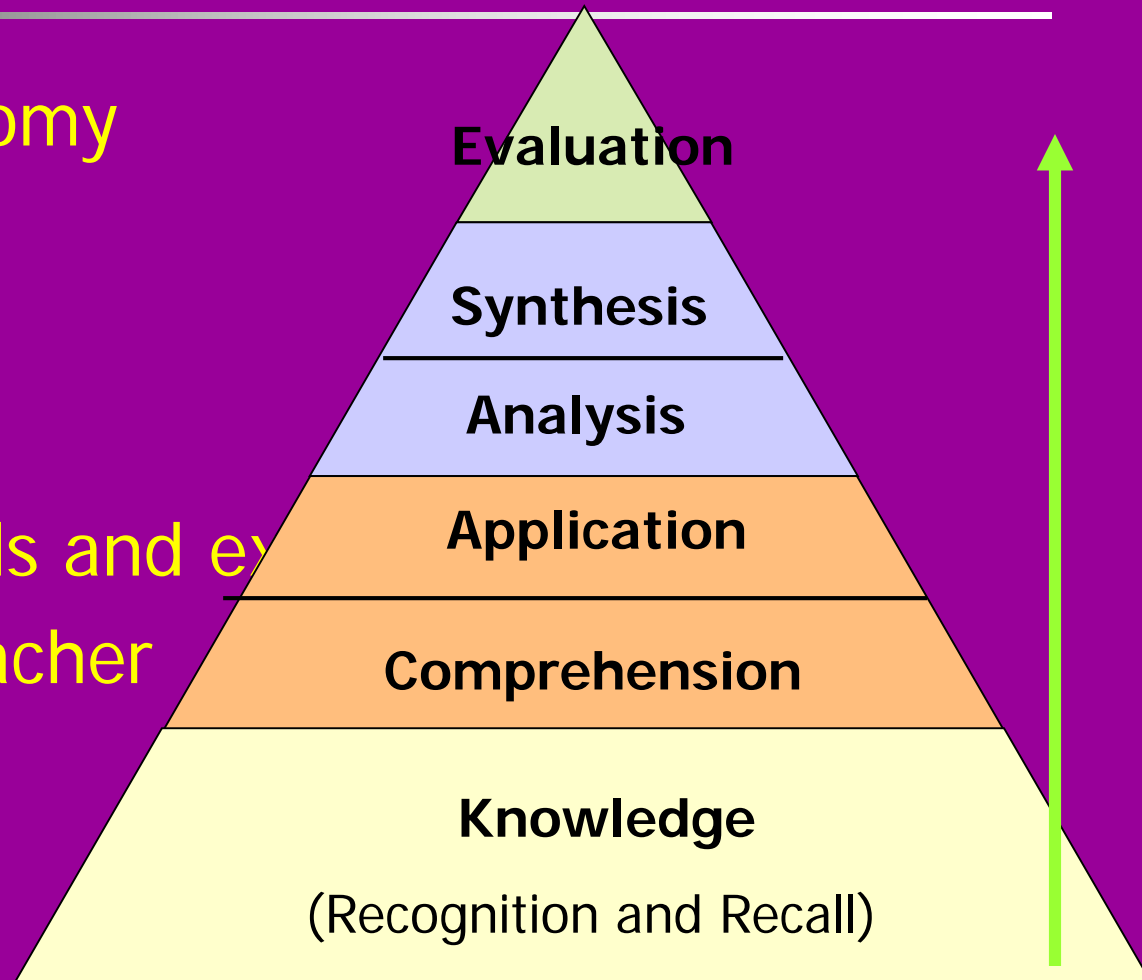 omy
Evaluation
Synthesis
Analysis
Application
ls and ex
Comprehension
acher
Knowledge
(Recognition and Recall)